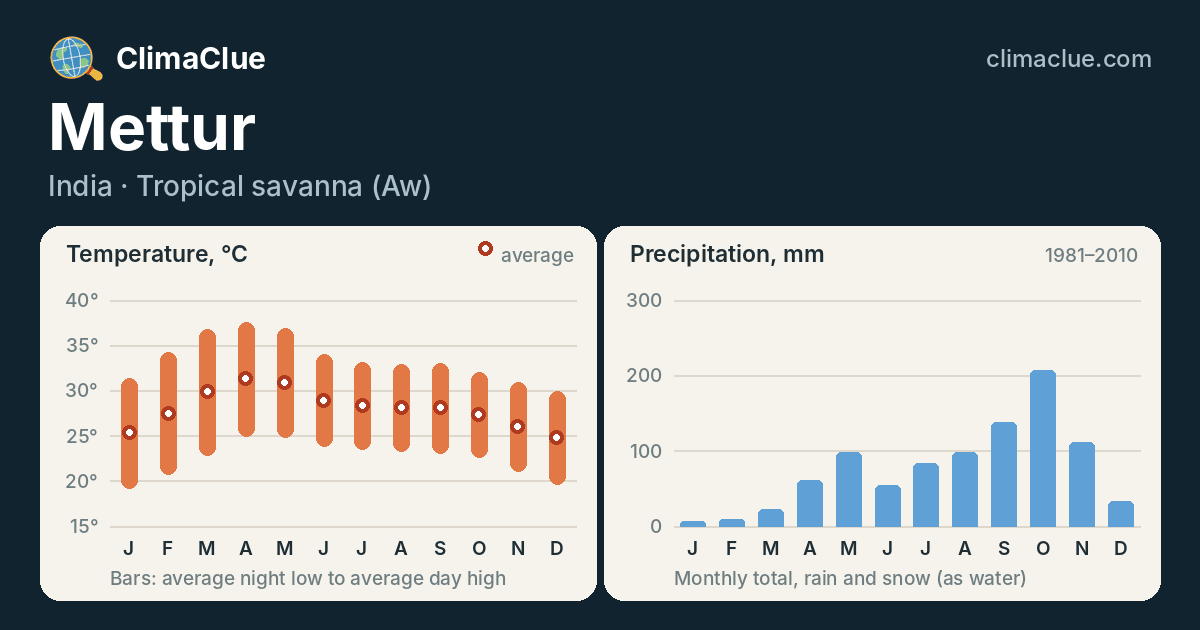 ClimaClue
climaclue.com
Mettur
India · Tropical savanna (Aw)
Temperature, °C
average
40°
35°
30°
25°
20°
15°
J F M A M J J A S O N D
Bars: average night low to average day high
Precipitation, mm
1981–2010
300
200
100
0
J F M A M J J A S O N D
Monthly total, rain and snow (as water)